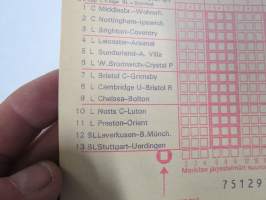 1 C Middlesbr-Wolverh.
2 C Nottingham-Ipswich
3 L Brighton-Coventry
4 L Leicester-Arsenal
5 L Sunderland-A. Villa
6 L W.Bromwich-Crystal P
7 L Bristol C-Grimsby
8 L Cambridge U-Bristol R
9 L Chelsea-Bolton
10 L Notts C-Luton
11 L Preston-Orient
12 SL Leverkusen-B.Münch.
13 SL Stuttgart-Uerdingen
75129